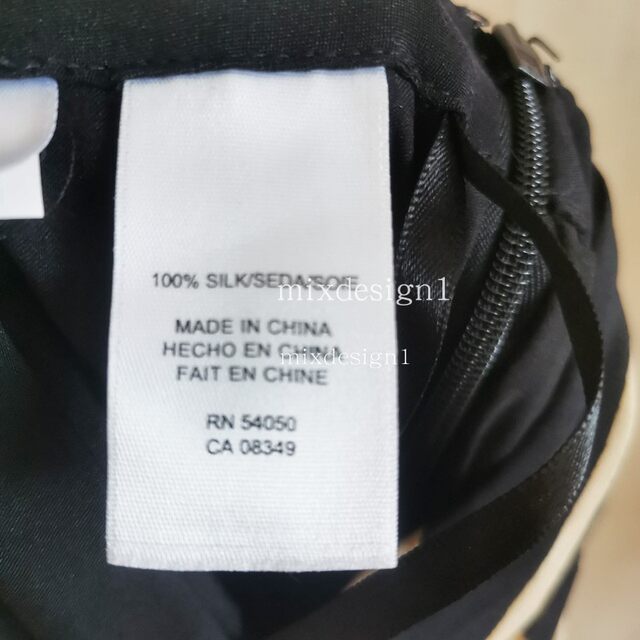 100% SILK/SEDA/SOIE
mixdesign1
MADE IN CHINA
HECHO EN CHINA
mixdesign1
FAIT EN CHINE
RN 54050
CA 08349